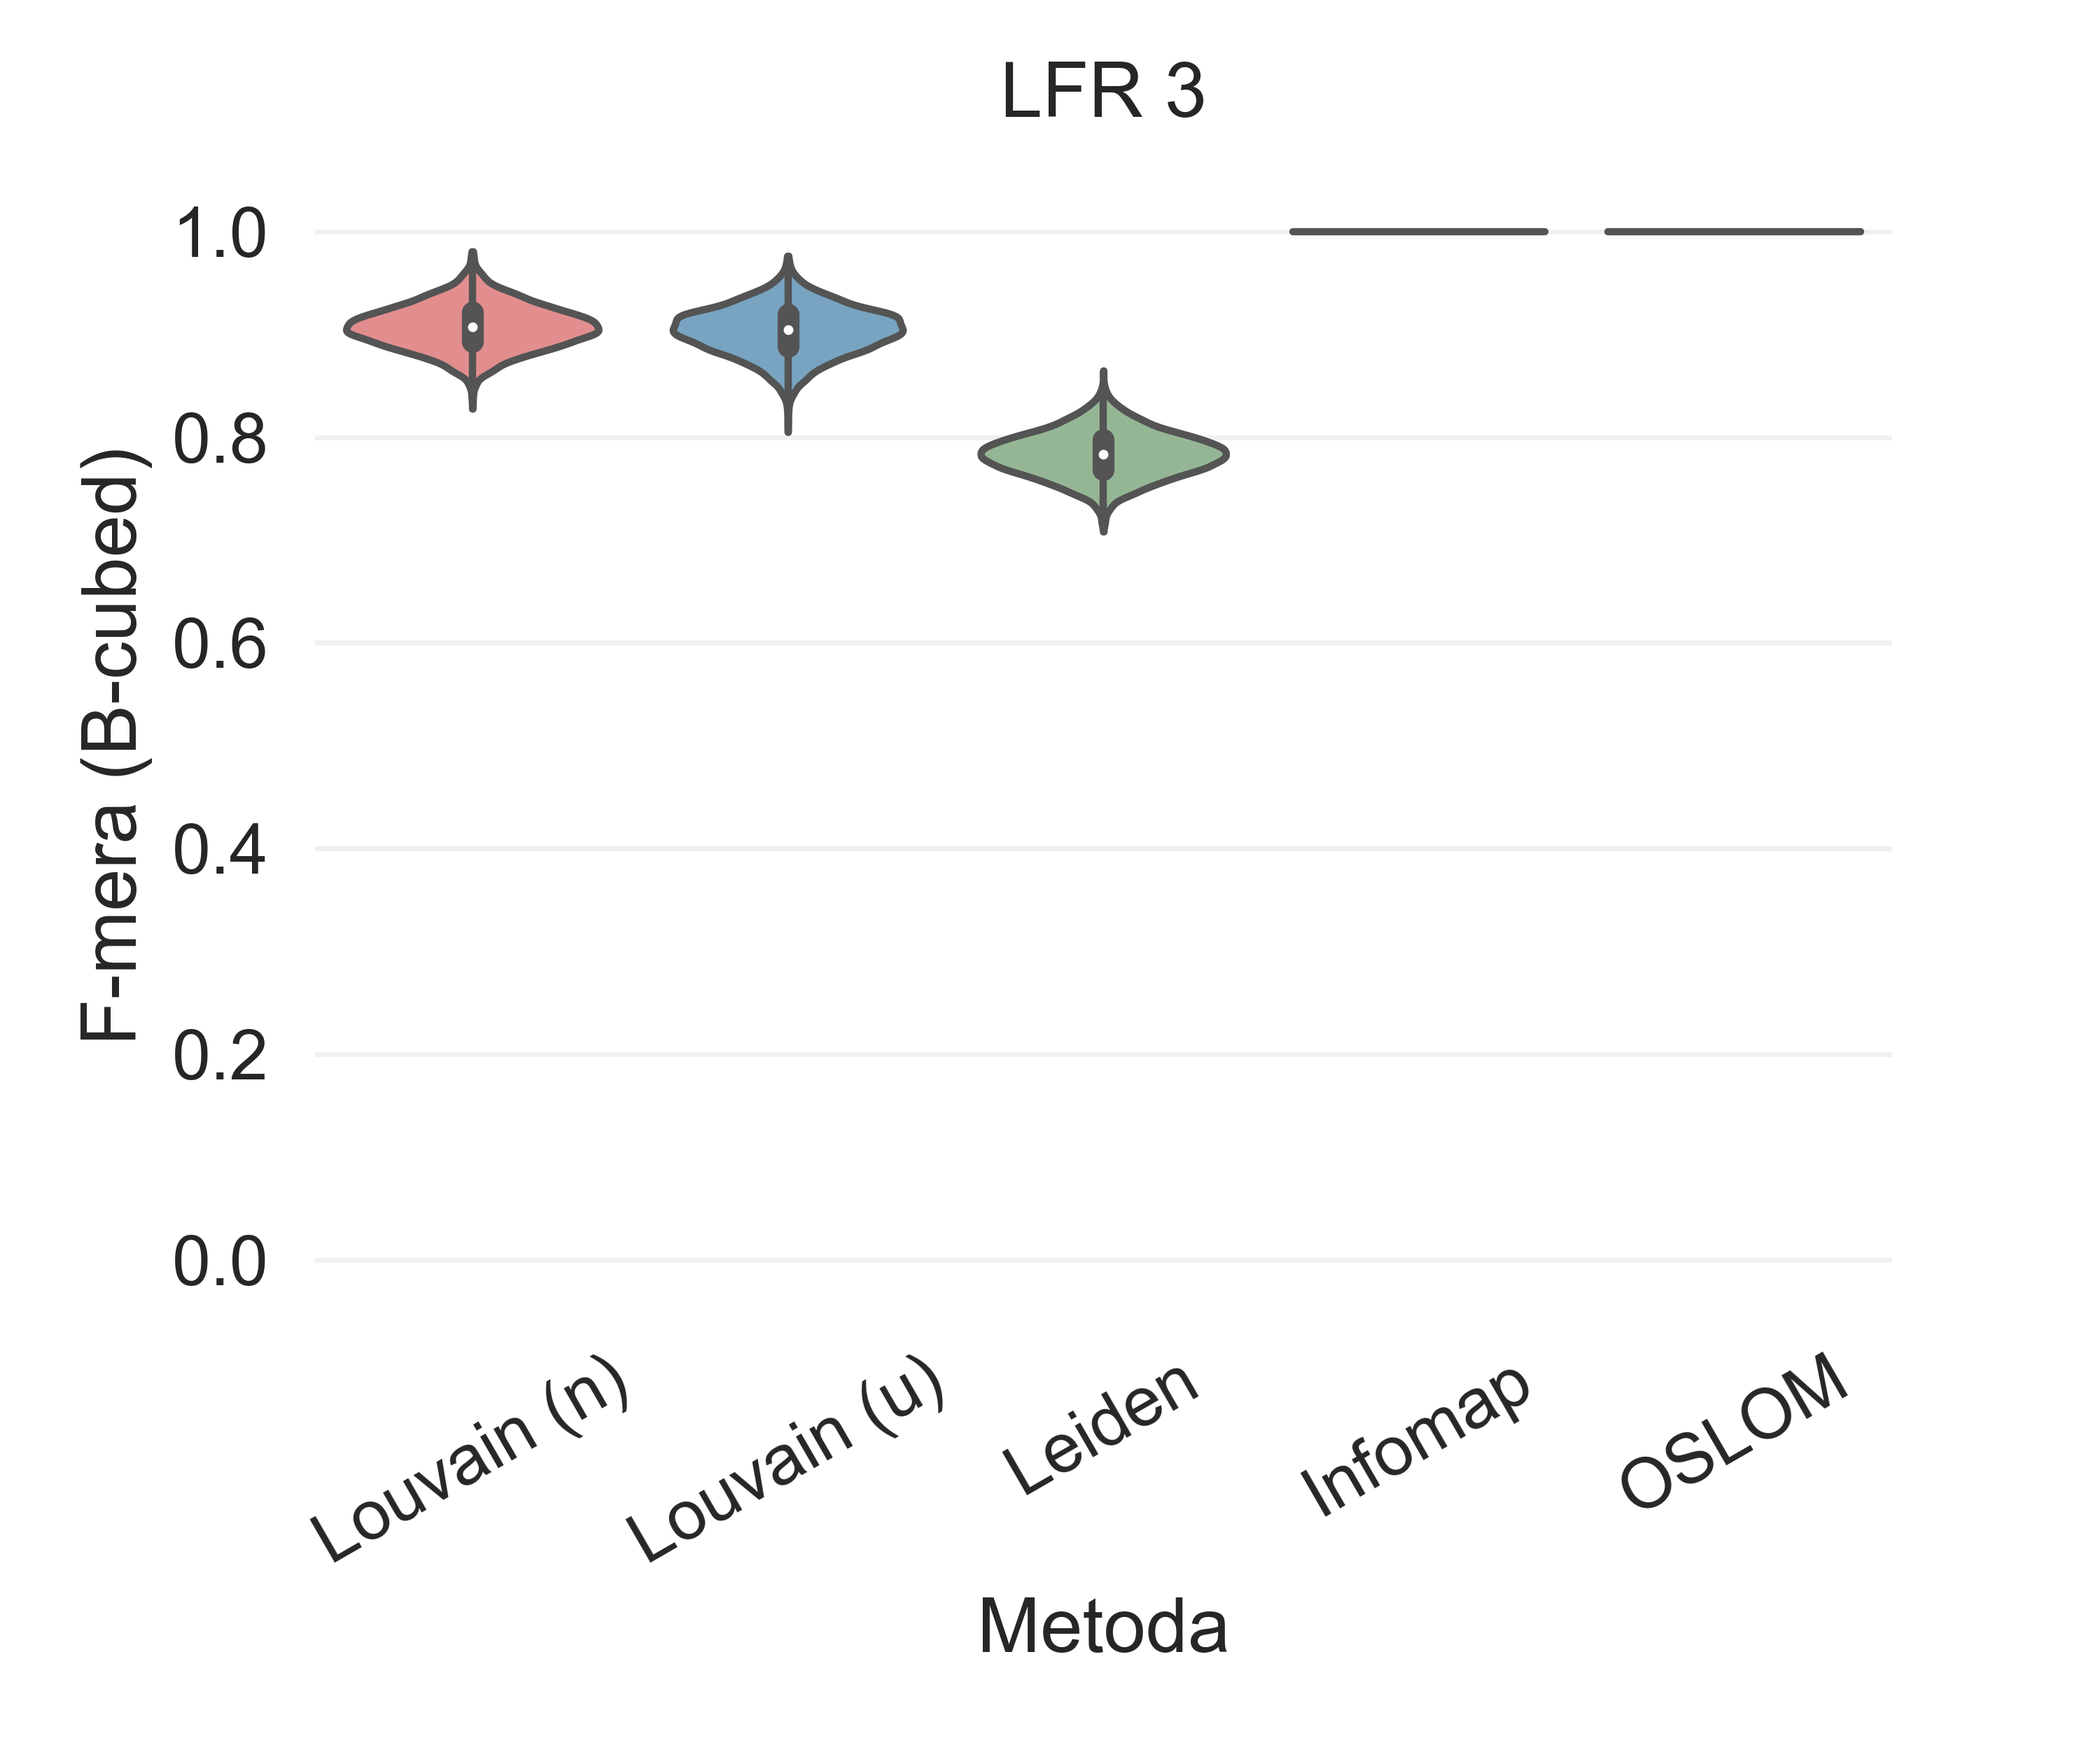 LFR 3
1.0
0.8
0.6
0.4
0.2
0.0
F-mera (B-cubed)
Louvain (n)
Louvain (u)
Leiden
Infomap
OSLOM
Metoda